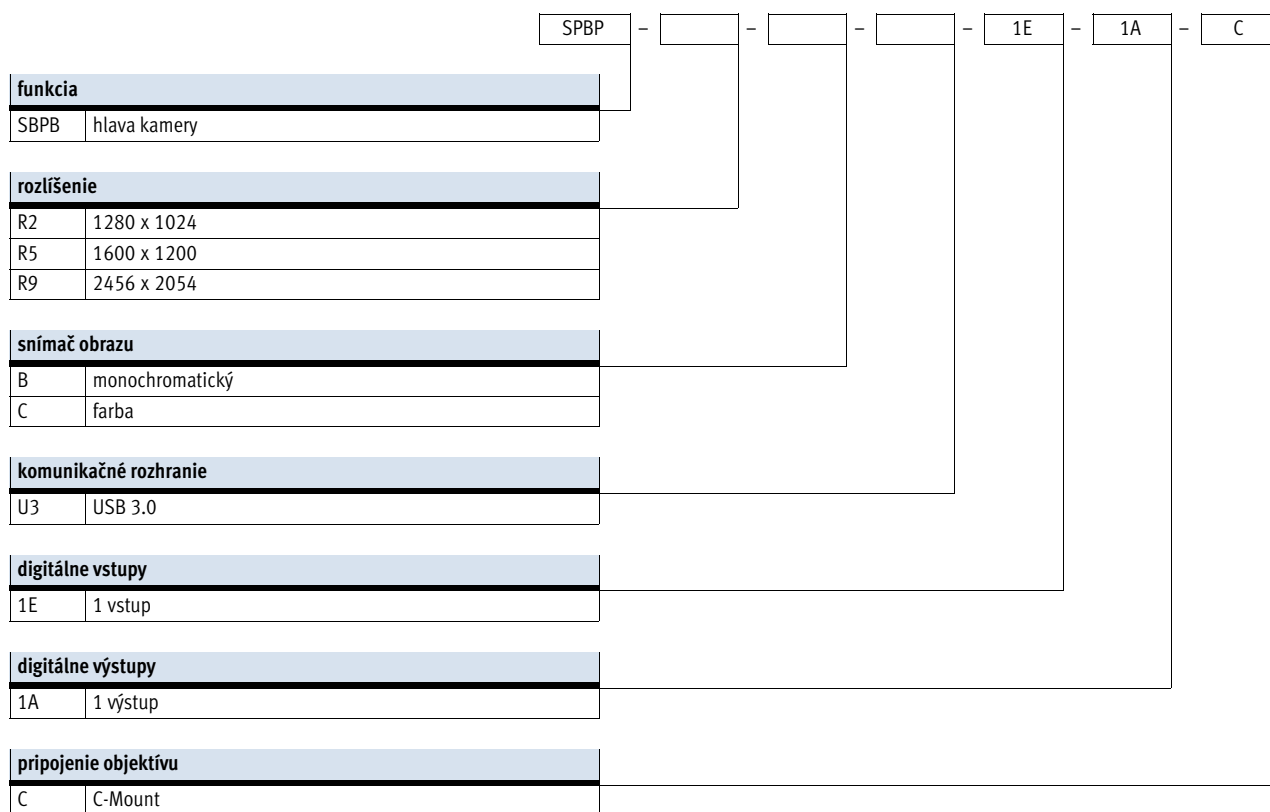 SPBP – – – – 1E – 1A – C
funkcia
SBPB hlava kamery
rozlíšenie
R2 1280 x 1024
R5 1600 x 1200
R9 2456 x 2054
snímač obrazu
B monochromatický
C farba
komunikačné rozhranie
U3 USB 3.0
digitálne vstupy
1E 1 vstup
digitálne výstupy
1A 1 výstup
pripojenie objektívu
C C-Mount